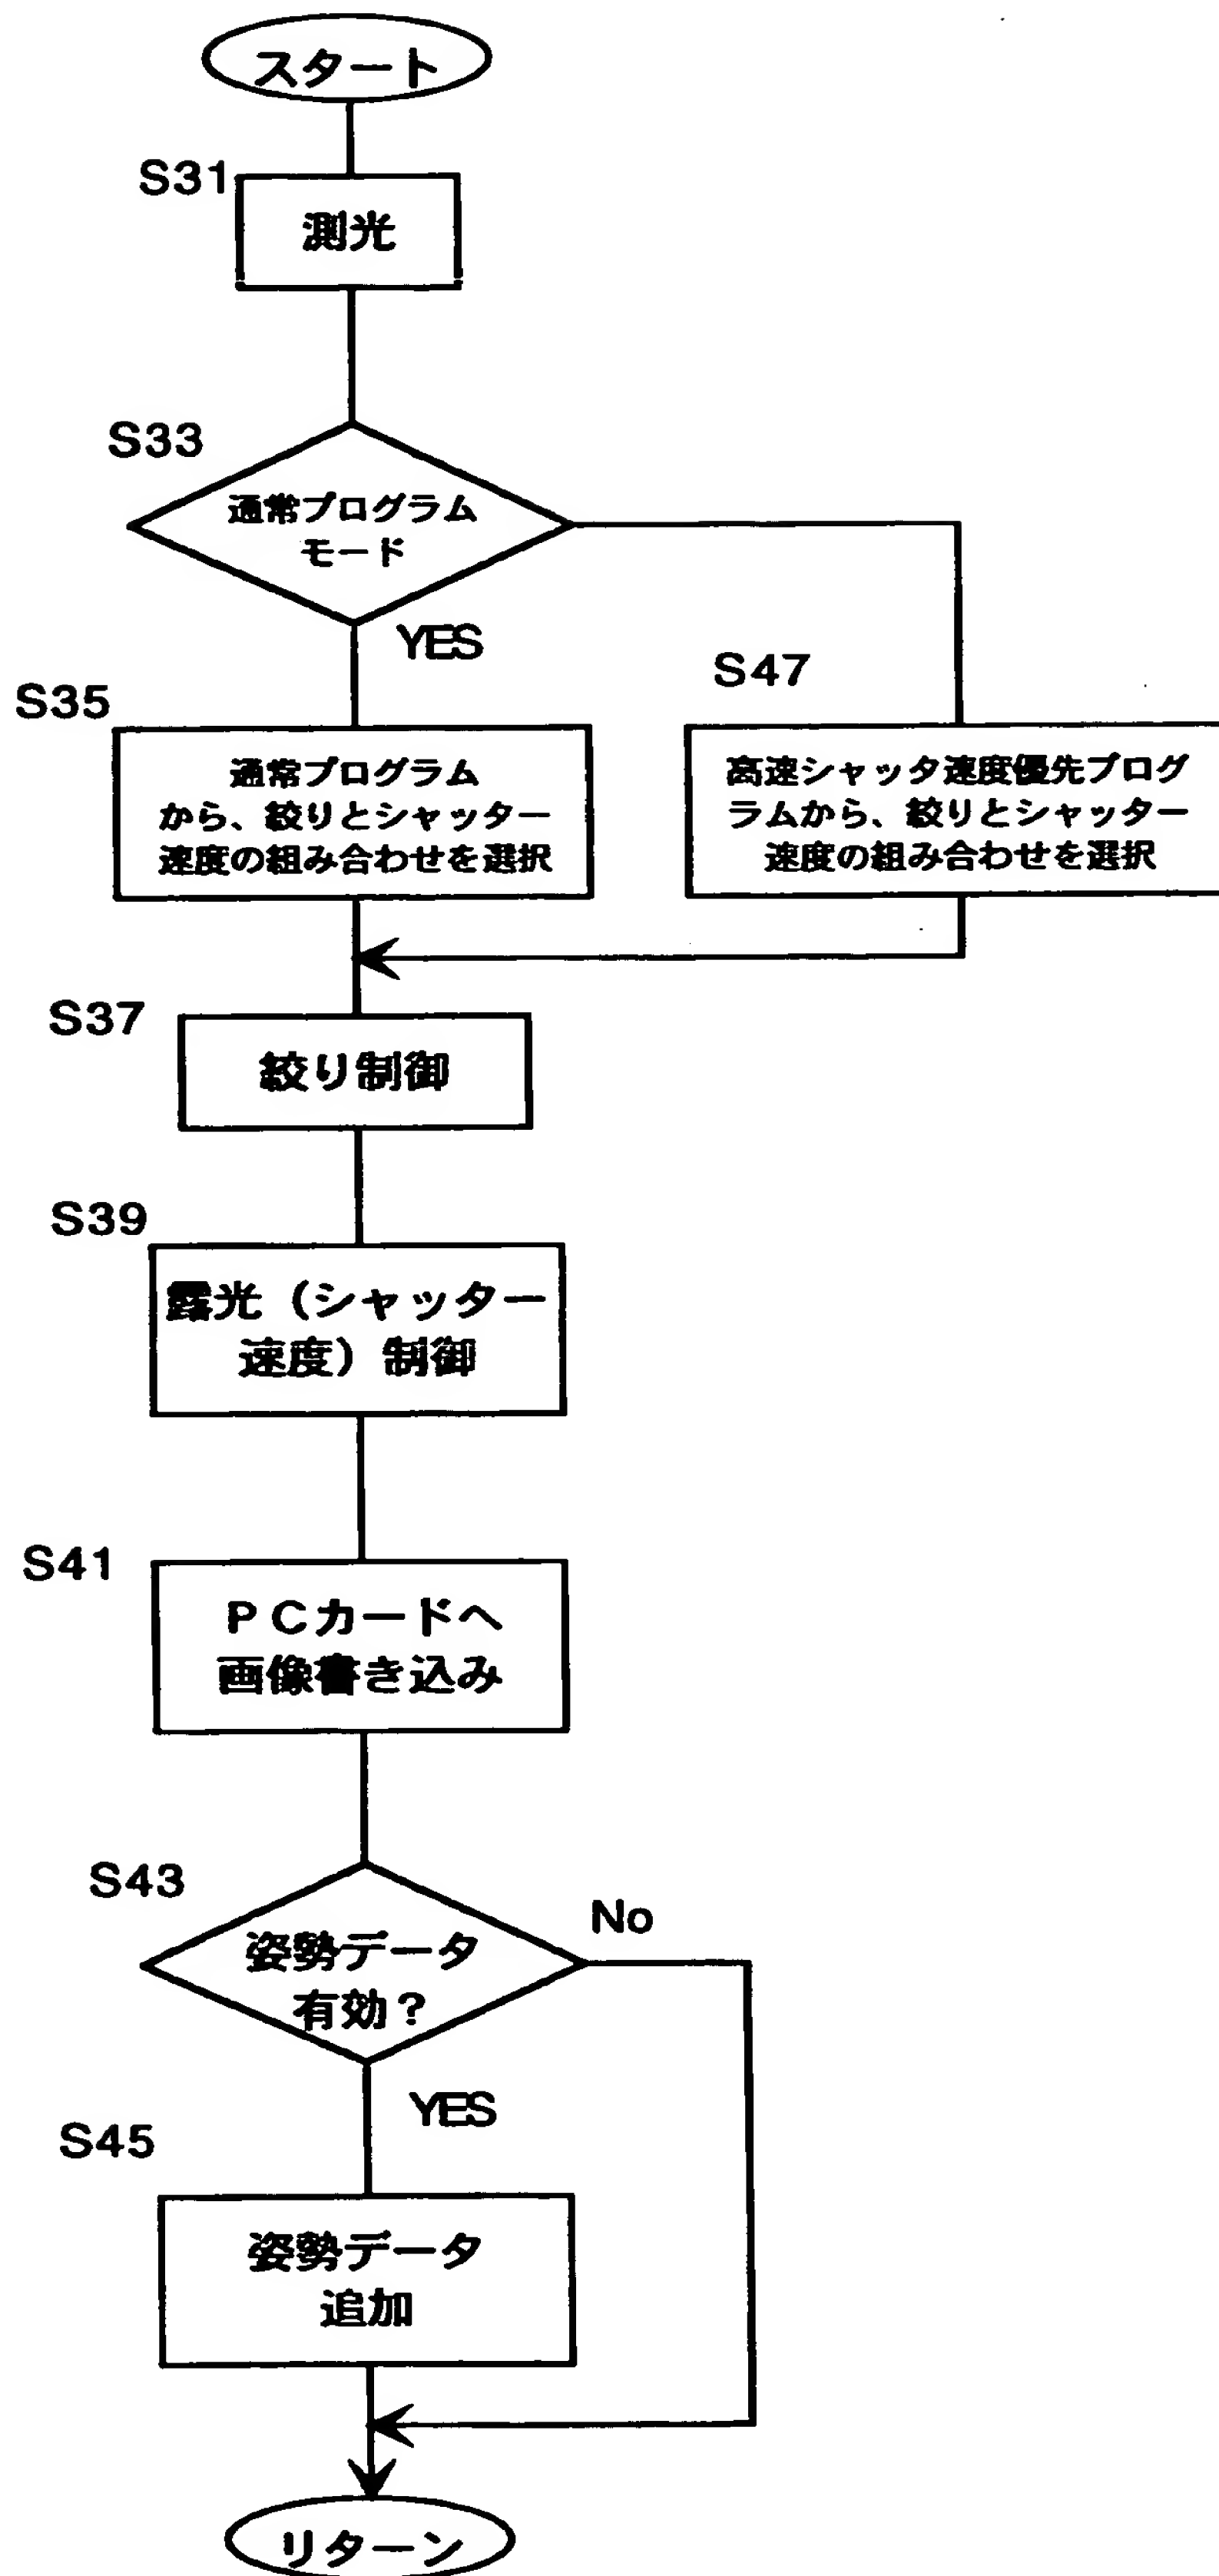 スタート
S31
測光
S33
通常プログラム
モード
YES
S35
通常プログラム
から、絞りとシャッター
速度の組み合わせを選択
S47
高速シャッタ速度優先プログ
ラムから、絞りとシャッター
速度の組み合わせを選択
S37
絞り制御
S39
露光（シャッター
速度）制御
S41
ＰＣカードへ
画像書き込み
S43
姿勢データ
有効？
No
YES
S45
姿勢データ
追加
リターン